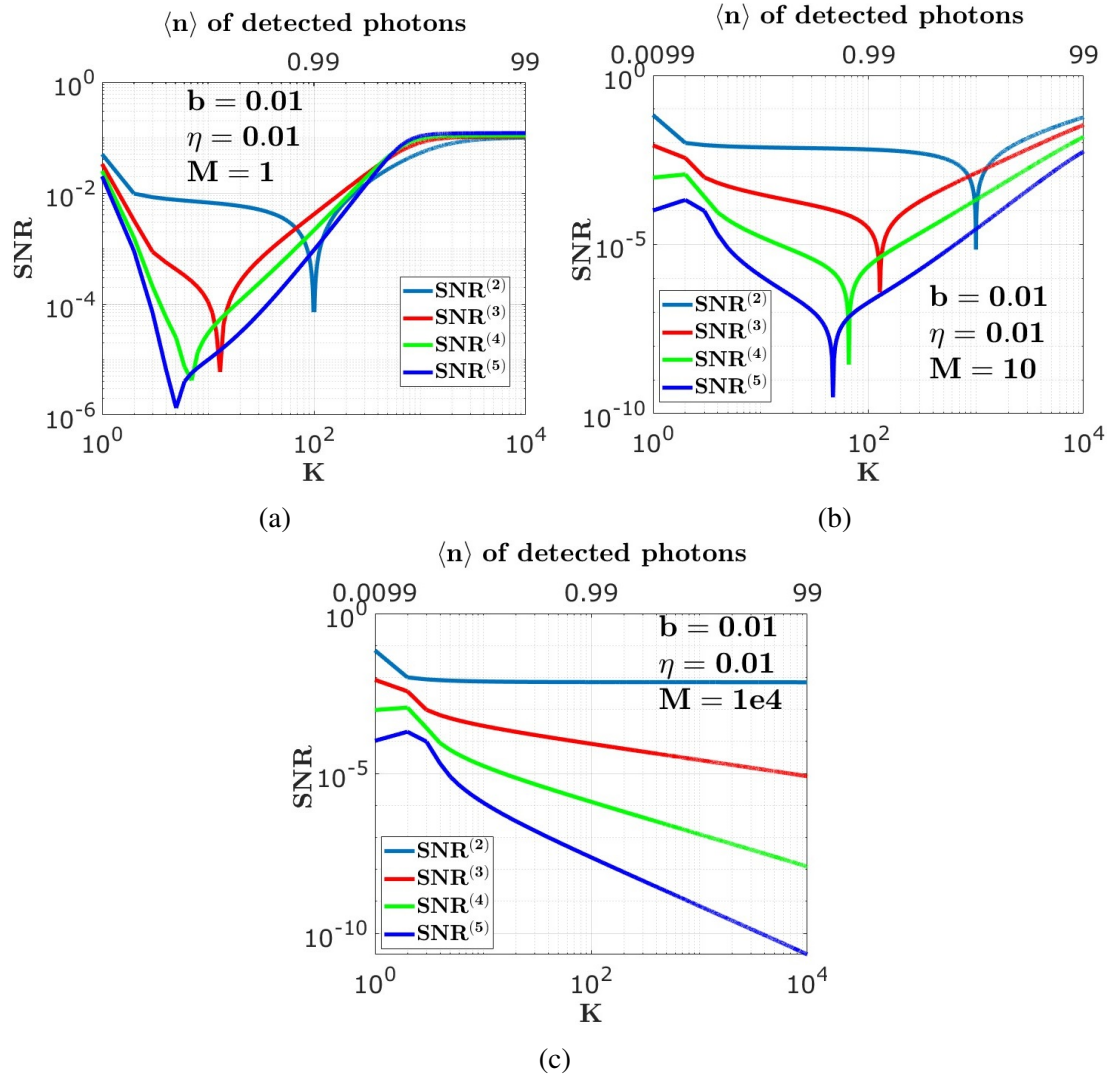 ⟨n⟩ of detected photons
0.99 99
10^0
10^-2
10^-4
10^-6
SNR
b = 0.01
η = 0.01
M = 1
SNR^(2)
SNR^(3)
SNR^(4)
SNR^(5)
10^0 10^2 10^4
K
(a)
⟨n⟩ of detected photons
0.0099 0.99 99
10^0
10^-5
10^-10
SNR
SNR^(2)
SNR^(3)
SNR^(4)
SNR^(5)
b = 0.01
η = 0.01
M = 10
10^0 10^2 10^4
K
(b)
⟨n⟩ of detected photons
0.0099 0.99 99
10^0
10^-5
10^-10
SNR
b = 0.01
η = 0.01
M = 1e4
SNR^(2)
SNR^(3)
SNR^(4)
SNR^(5)
10^0 10^2 10^4
K
(c)